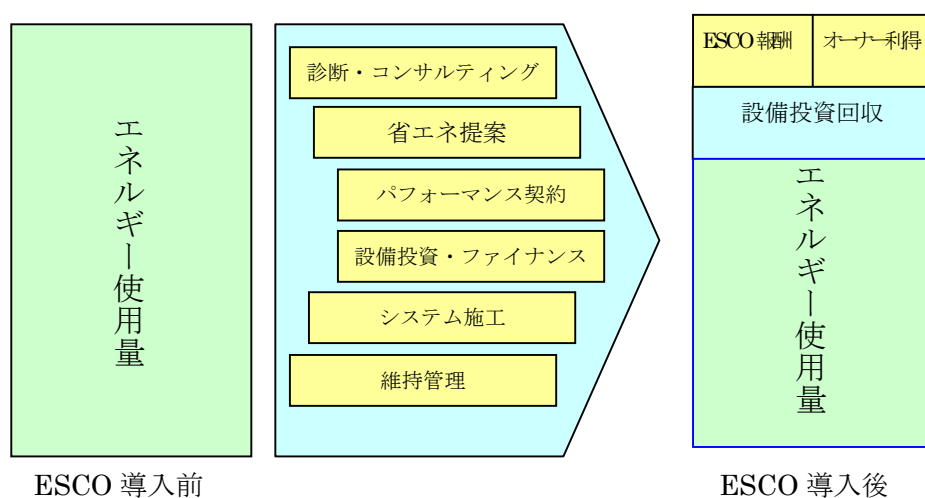 エネルギー使用量
診断・コンサルティング
省エネ提案
パフォーマンス契約
設備投資・ファイナンス
システム施工
維持管理
ESCO 報酬
オーナー利得
設備投資回収
エネルギー使用量
ESCO 導入前
ESCO 導入後